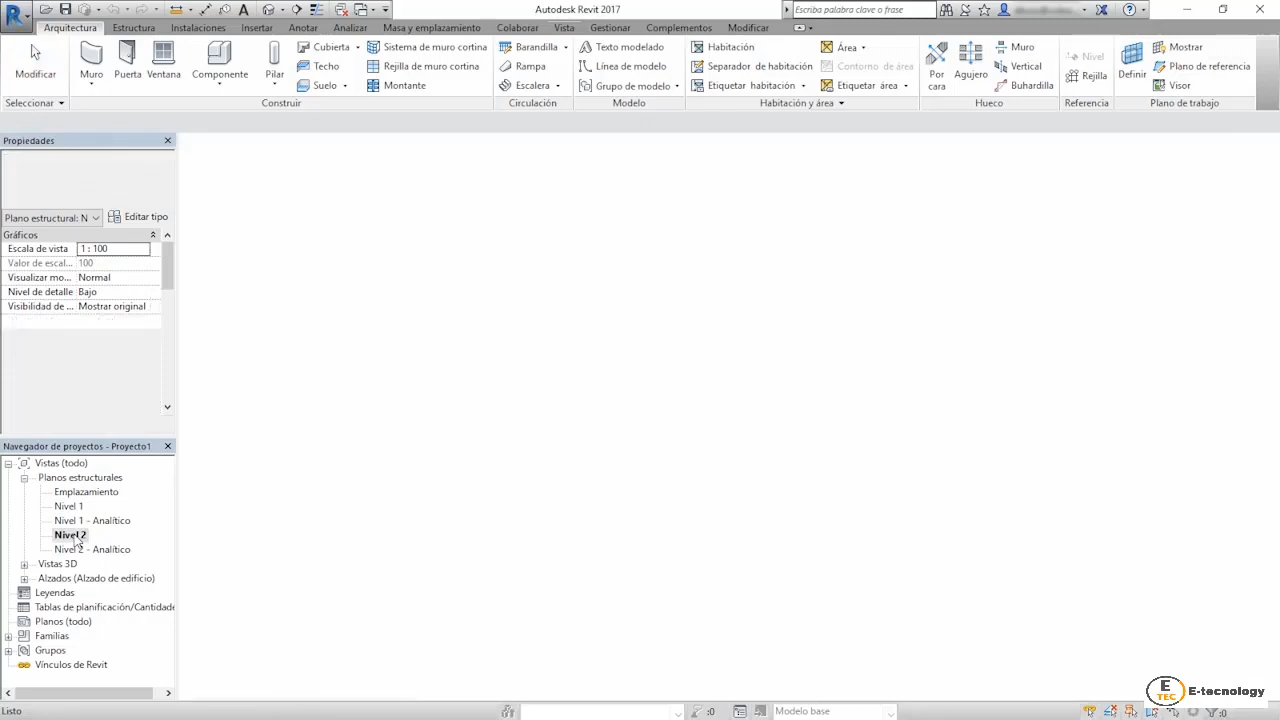 Autodesk Revit 2017
Escriba palabra clave o frase
Arquitectura Estructura Instalaciones Insertar Anotar Analizar Masa y emplazamiento Colaborar Vista Gestionar Complementos Modificar
Modificar
Seleccionar
Muro Puerta Ventana Componente Pilar
Cubierta Sistema de muro cortina
Techo Rejilla de muro cortina
Suelo Montante
Construir
Barandilla
Rampa
Escalera
Circulación
Texto modelado
Línea de modelo
Grupo de modelo
Modelo
Habitación Área
Separador de habitación Contorno de área
Etiquetar habitación Etiquetar área
Habitación y área
Por cara
Agujero
Muro
Vertical
Buhardilla
Hueco
Nivel
Rejilla
Referencia
Definir
Mostrar
Plano de referencia
Visor
Plano de trabajo
Propiedades
Plano estructural: N Editar tipo
Gráficos
Escala de vista 1 : 100
Valor de escal... 100
Visualizar mo... Normal
Nivel de detalle Bajo
Visibilidad de ... Mostrar original
Navegador de proyectos - Proyecto1
Vistas (todo)
Planos estructurales
Emplazamiento
Nivel 1
Nivel 1 - Analítico
Nivel 2
Nivel 2 - Analítico
Vistas 3D
Alzados (Alzado de edificio)
Leyendas
Tablas de planificación/Cantidade
Planos (todo)
Familias
Grupos
Vínculos de Revit
Listo
:0
Modelo base
:0
E
TEC
E-tecnology